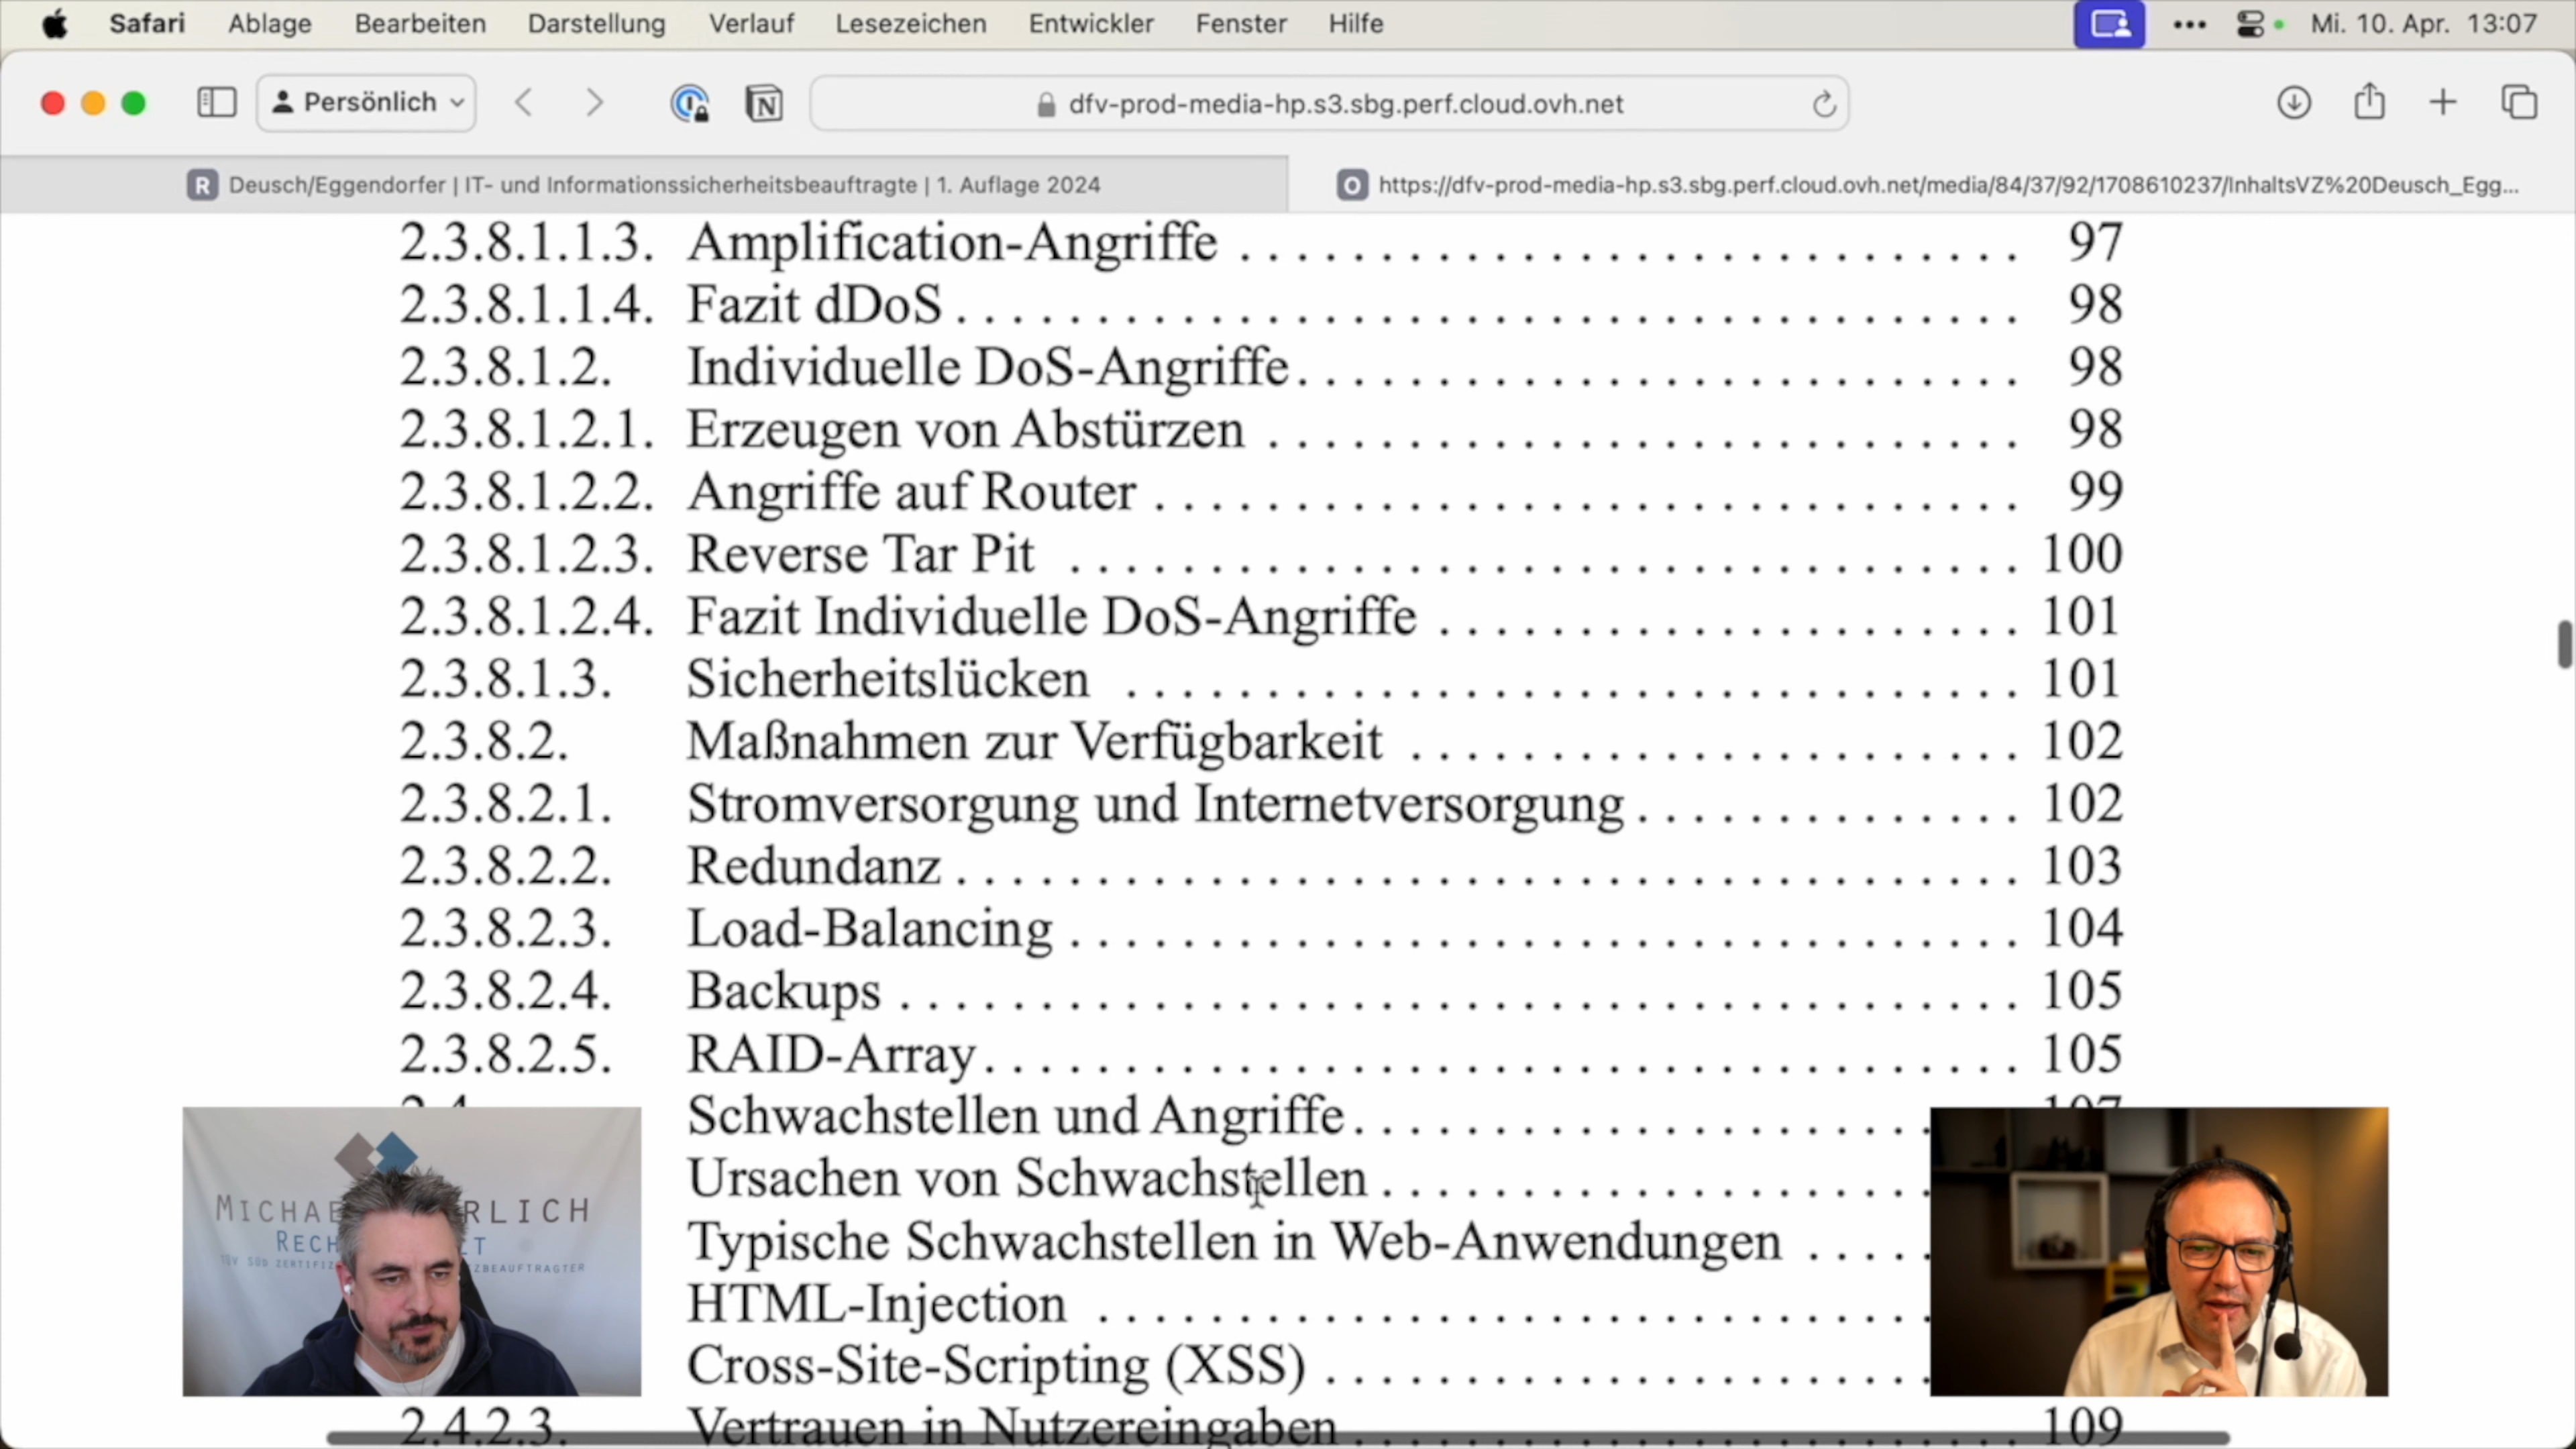 Safari Ablage Bearbeiten Darstellung Verlauf Lesezeichen Entwickler Fenster Hilfe Mi. 10. Apr. 13:07
Persönlich dfv-prod-media-hp.s3.sbg.perf.cloud.ovh.net
R Deusch/Eggendorfer | IT- und Informationssicherheitsbeauftragte | 1. Auflage 2024
O https://dfv-prod-media-hp.s3.sbg.perf.cloud.ovh.net/media/84/37/92/1708610237/InhaltsVZ%20Deusch_Egg...
2.3.8.1.1.3. Amplification-Angriffe . . . . . . . . . . . . . . . . . . . . . . . . . . . . 97
2.3.8.1.1.4. Fazit dDoS . . . . . . . . . . . . . . . . . . . . . . . . . . . . . . . . . . . . . . 98
2.3.8.1.2. Individuelle DoS-Angriffe . . . . . . . . . . . . . . . . . . . . . . . . . . 98
2.3.8.1.2.1. Erzeugen von Abstürzen . . . . . . . . . . . . . . . . . . . . . . . . . . . 98
2.3.8.1.2.2. Angriffe auf Router . . . . . . . . . . . . . . . . . . . . . . . . . . . . . . . 99
2.3.8.1.2.3. Reverse Tar Pit . . . . . . . . . . . . . . . . . . . . . . . . . . . . . . . . . . 100
2.3.8.1.2.4. Fazit Individuelle DoS-Angriffe . . . . . . . . . . . . . . . . . . . . . 101
2.3.8.1.3. Sicherheitslücken . . . . . . . . . . . . . . . . . . . . . . . . . . . . . . . . 101
2.3.8.2. Maßnahmen zur Verfügbarkeit . . . . . . . . . . . . . . . . . . . . . . 102
2.3.8.2.1. Stromversorgung und Internetversorgung . . . . . . . . . . . . . . 102
2.3.8.2.2. Redundanz . . . . . . . . . . . . . . . . . . . . . . . . . . . . . . . . . . . . . . 103
2.3.8.2.3. Load-Balancing . . . . . . . . . . . . . . . . . . . . . . . . . . . . . . . . . . 104
2.3.8.2.4. Backups . . . . . . . . . . . . . . . . . . . . . . . . . . . . . . . . . . . . . . . . 105
2.3.8.2.5. RAID-Array . . . . . . . . . . . . . . . . . . . . . . . . . . . . . . . . . . . . . 105
2.4. Schwachstellen und Angriffe . . . . . . . . . . . . . . . . . . . . . 107
Ursachen von Schwachstellen . . . . . . . . . . . . . . . . . . . .
Typische Schwachstellen in Web-Anwendungen . . . . .
HTML-Injection . . . . . . . . . . . . . . . . . . . . . . . . . . . . . .
Cross-Site-Scripting (XSS) . . . . . . . . . . . . . . . . . . . . . .
2.4.2.3. Vertrauen in Nutzereingaben . . . . . . . . . . . . . . . . . . . . . . . . 109